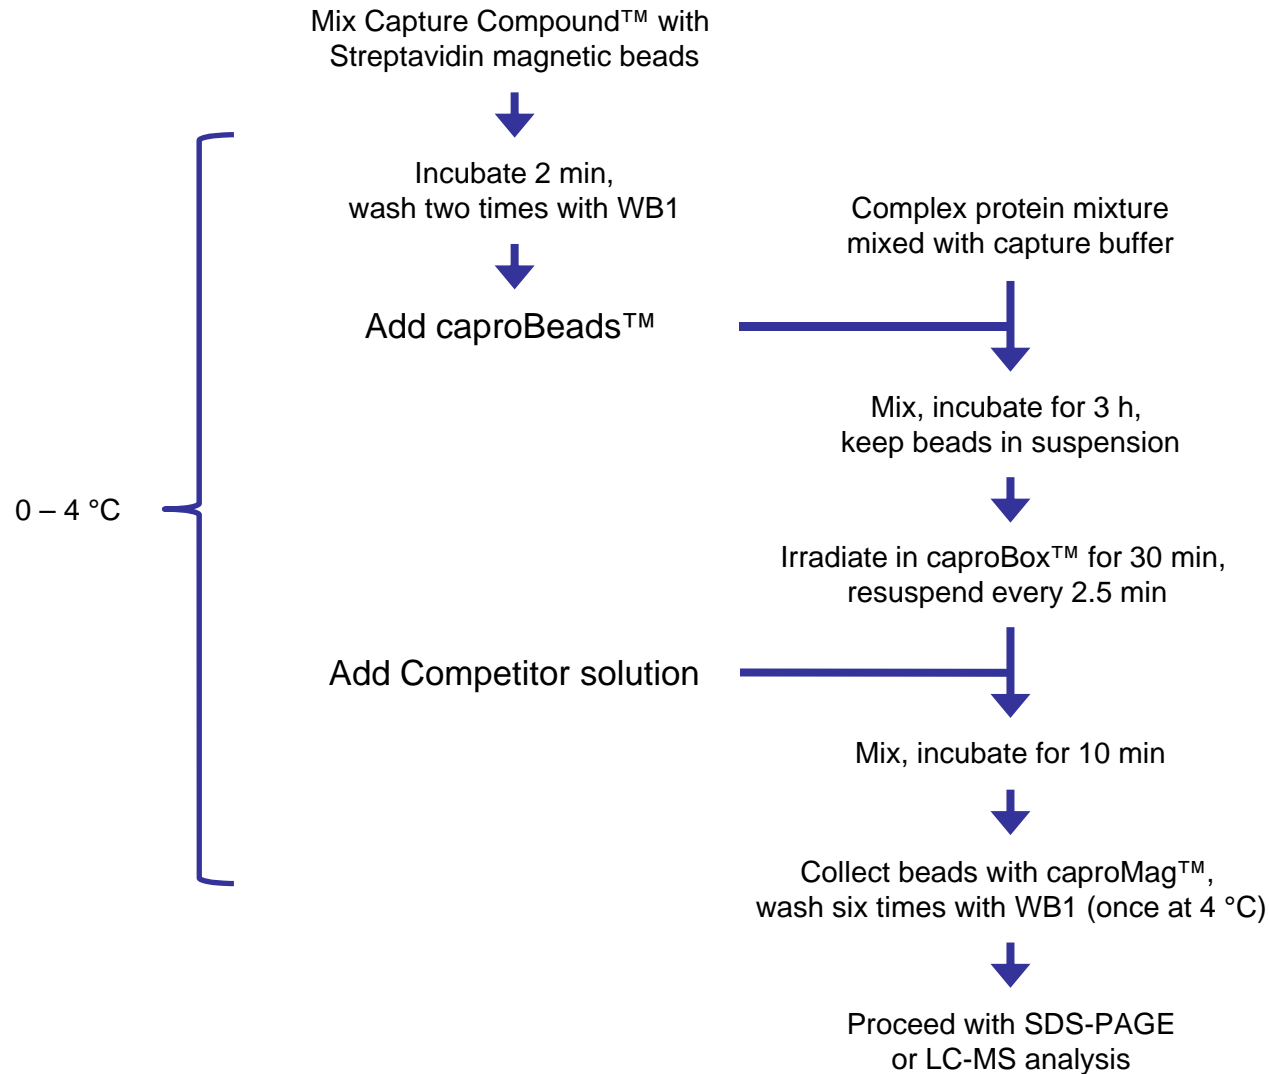 Mix Capture Compound™ with
Streptavidin magnetic beads
Incubate 2 min,
wash two times with WB1
Complex protein mixture
mixed with capture buffer
Add caproBeads™
Mix, incubate for 3 h,
keep beads in suspension
0 – 4 °C
Irradiate in caproBox™ for 30 min,
resuspend every 2.5 min
Add Competitor solution
Mix, incubate for 10 min
Collect beads with caproMag™,
wash six times with WB1 (once at 4 °C)
Proceed with SDS-PAGE
or LC-MS analysis